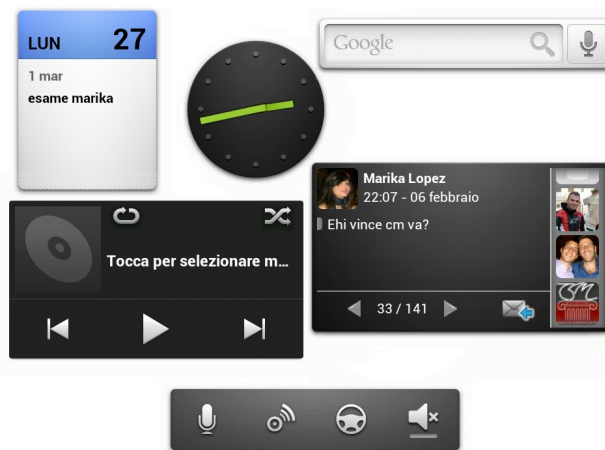 LUN 27
1 mar
esame marika
Google
Marika Lopez
22:07 - 06 febbraio
Ehi vince cm va?
33 / 141
Tocca per selezionare m...